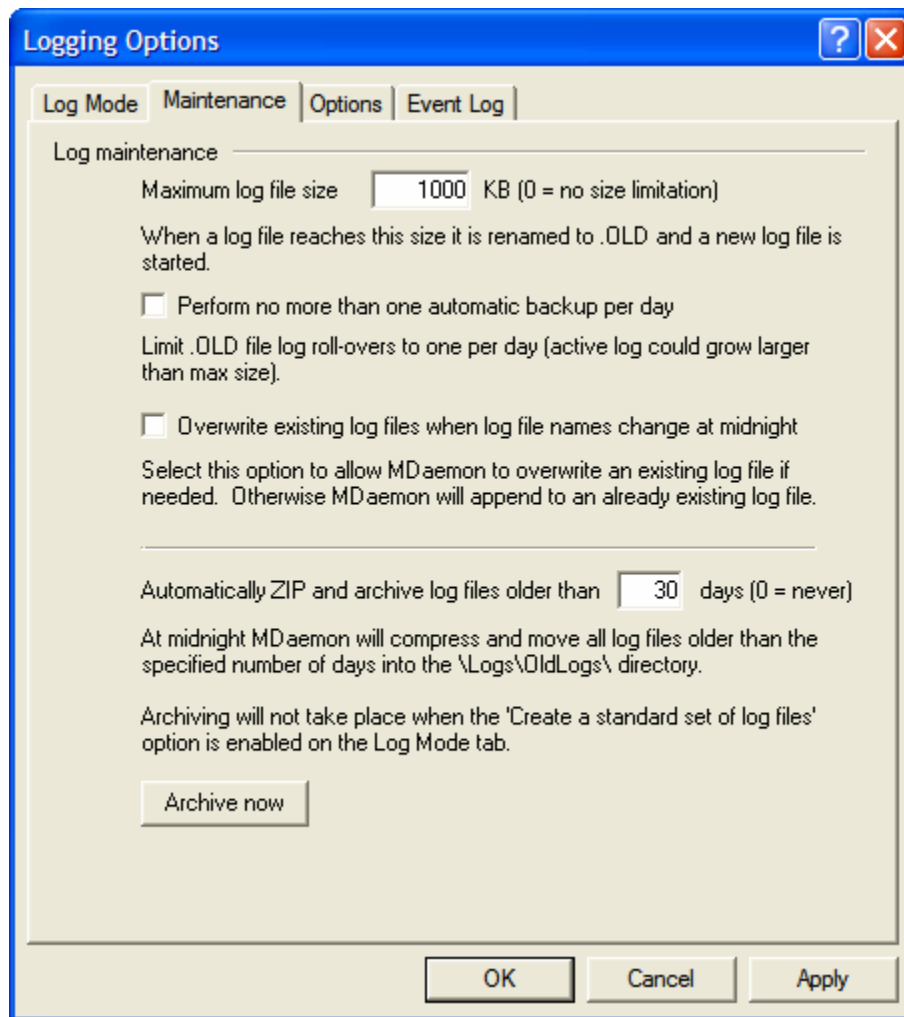 Logging Options
Log Mode Maintenance Options Event Log
Log maintenance
Maximum log file size 1000 KB (0 = no size limitation)
When a log file reaches this size it is renamed to .OLD and a new log file is
started.
Perform no more than one automatic backup per day
Limit .OLD file log roll-overs to one per day (active log could grow larger
than max size).
Overwrite existing log files when log file names change at midnight
Select this option to allow MDaemon to overwrite an existing log file if
needed.  Otherwise MDaemon will append to an already existing log file.
Automatically ZIP and archive log files older than 30 days (0 = never)
At midnight MDaemon will compress and move all log files older than the
specified number of days into the \Logs\OldLogs\ directory.
Archiving will not take place when the 'Create a standard set of log files'
option is enabled on the Log Mode tab.
Archive now
OK Cancel Apply